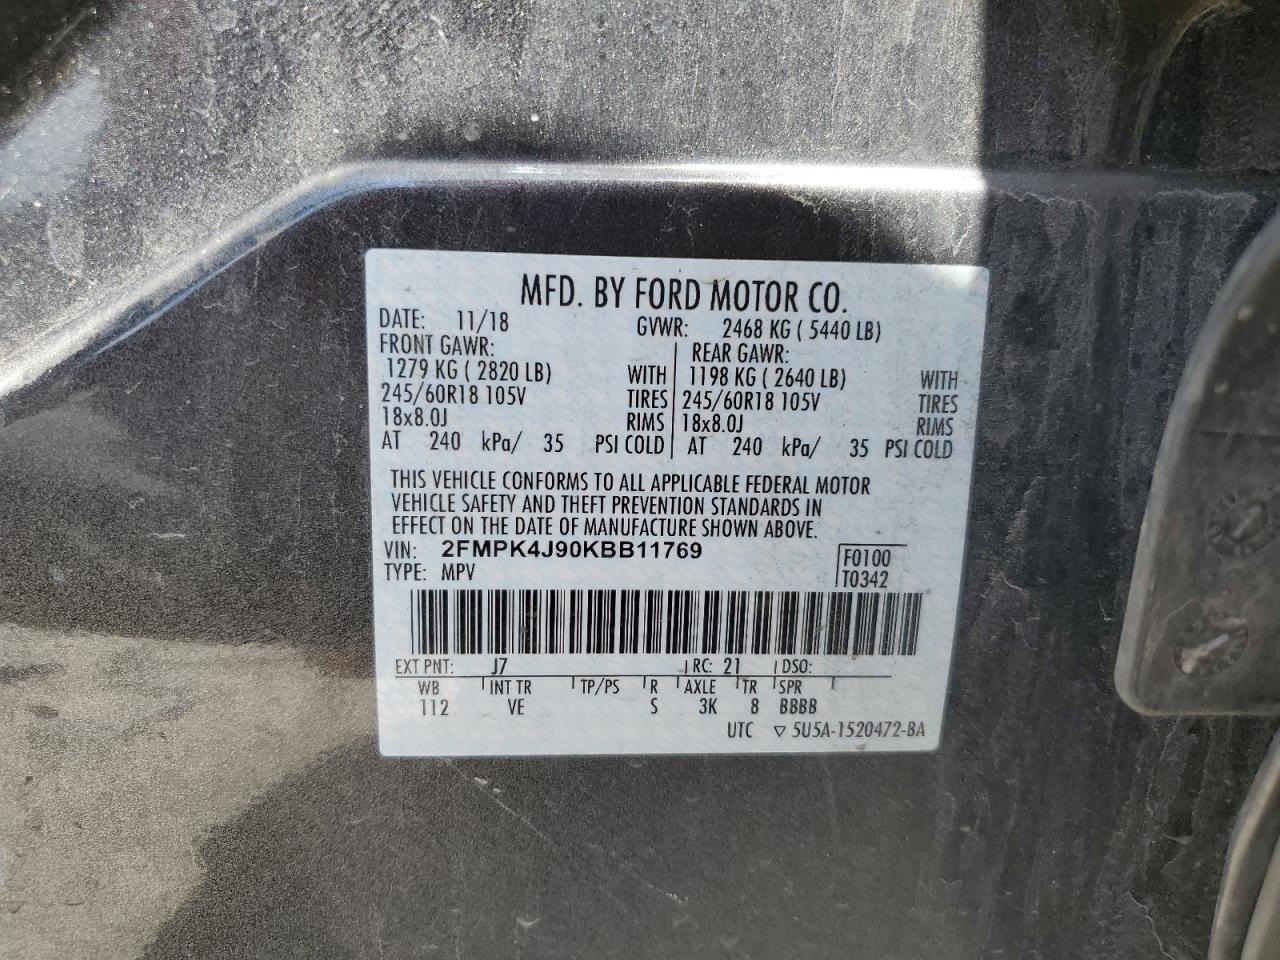 MFD. BY FORD MOTOR CO.
DATE: 11/18 GVWR: 2468 KG ( 5440 LB)
FRONT GAWR: REAR GAWR:
1279 KG ( 2820 LB) WITH 1198 KG ( 2640 LB) WITH
245/60R18 105V TIRES 245/60R18 105V TIRES
18x8.0J RIMS 18x8.0J RIMS
AT 240 kPa/ 35 PSI COLD AT 240 kPa/ 35 PSI COLD
THIS VEHICLE CONFORMS TO ALL APPLICABLE FEDERAL MOTOR
VEHICLE SAFETY AND THEFT PREVENTION STANDARDS IN
EFFECT ON THE DATE OF MANUFACTURE SHOWN ABOVE.
VIN: 2FMPK4J90KBB11769 F0100
TYPE: MPV T0342
EXT PNT: J7 RC: 21 DSO:
WB INT TR TP/PS R AXLE TR SPR
112 VE S 3K 8 BBBB
UTC ▽ 5U5A-1520472-BA